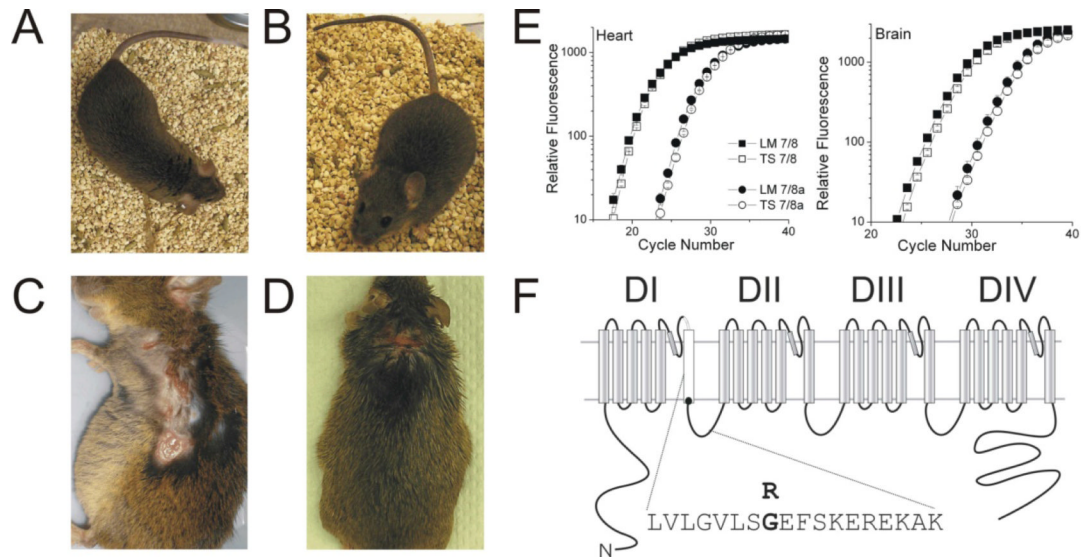 A
B
C
D
E
Heart
Relative Fluorescence
1000
100
10
20
30
40
Cycle Number
LM 7/8
TS 7/8
LM 7/8a
TS 7/8a
Brain
Relative Fluorescence
1000
100
10
20
30
40
Cycle Number
F
DI
DII
DIII
DIV
R
LVLGVLSGEFSKEREKAK
N